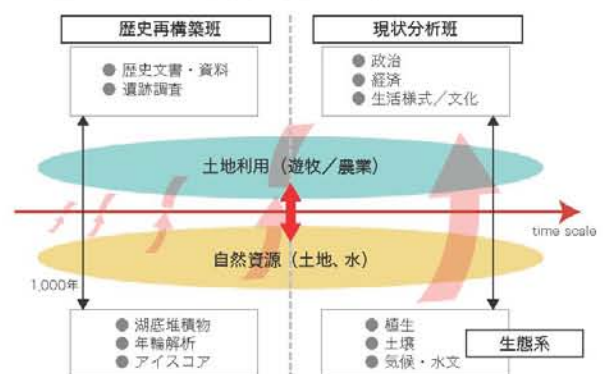 歴史再構築班
現状分析班
● 歴史文書・資料
● 遺跡調査
● 政治
● 経済
● 生活様式／文化
土地利用（遊牧／農業）
time scale
自然資源（土地、水）
1,000年
● 湖底堆積物
● 年輪解析
● アイスコア
● 植生
● 土壌
● 気候・水文
生態系